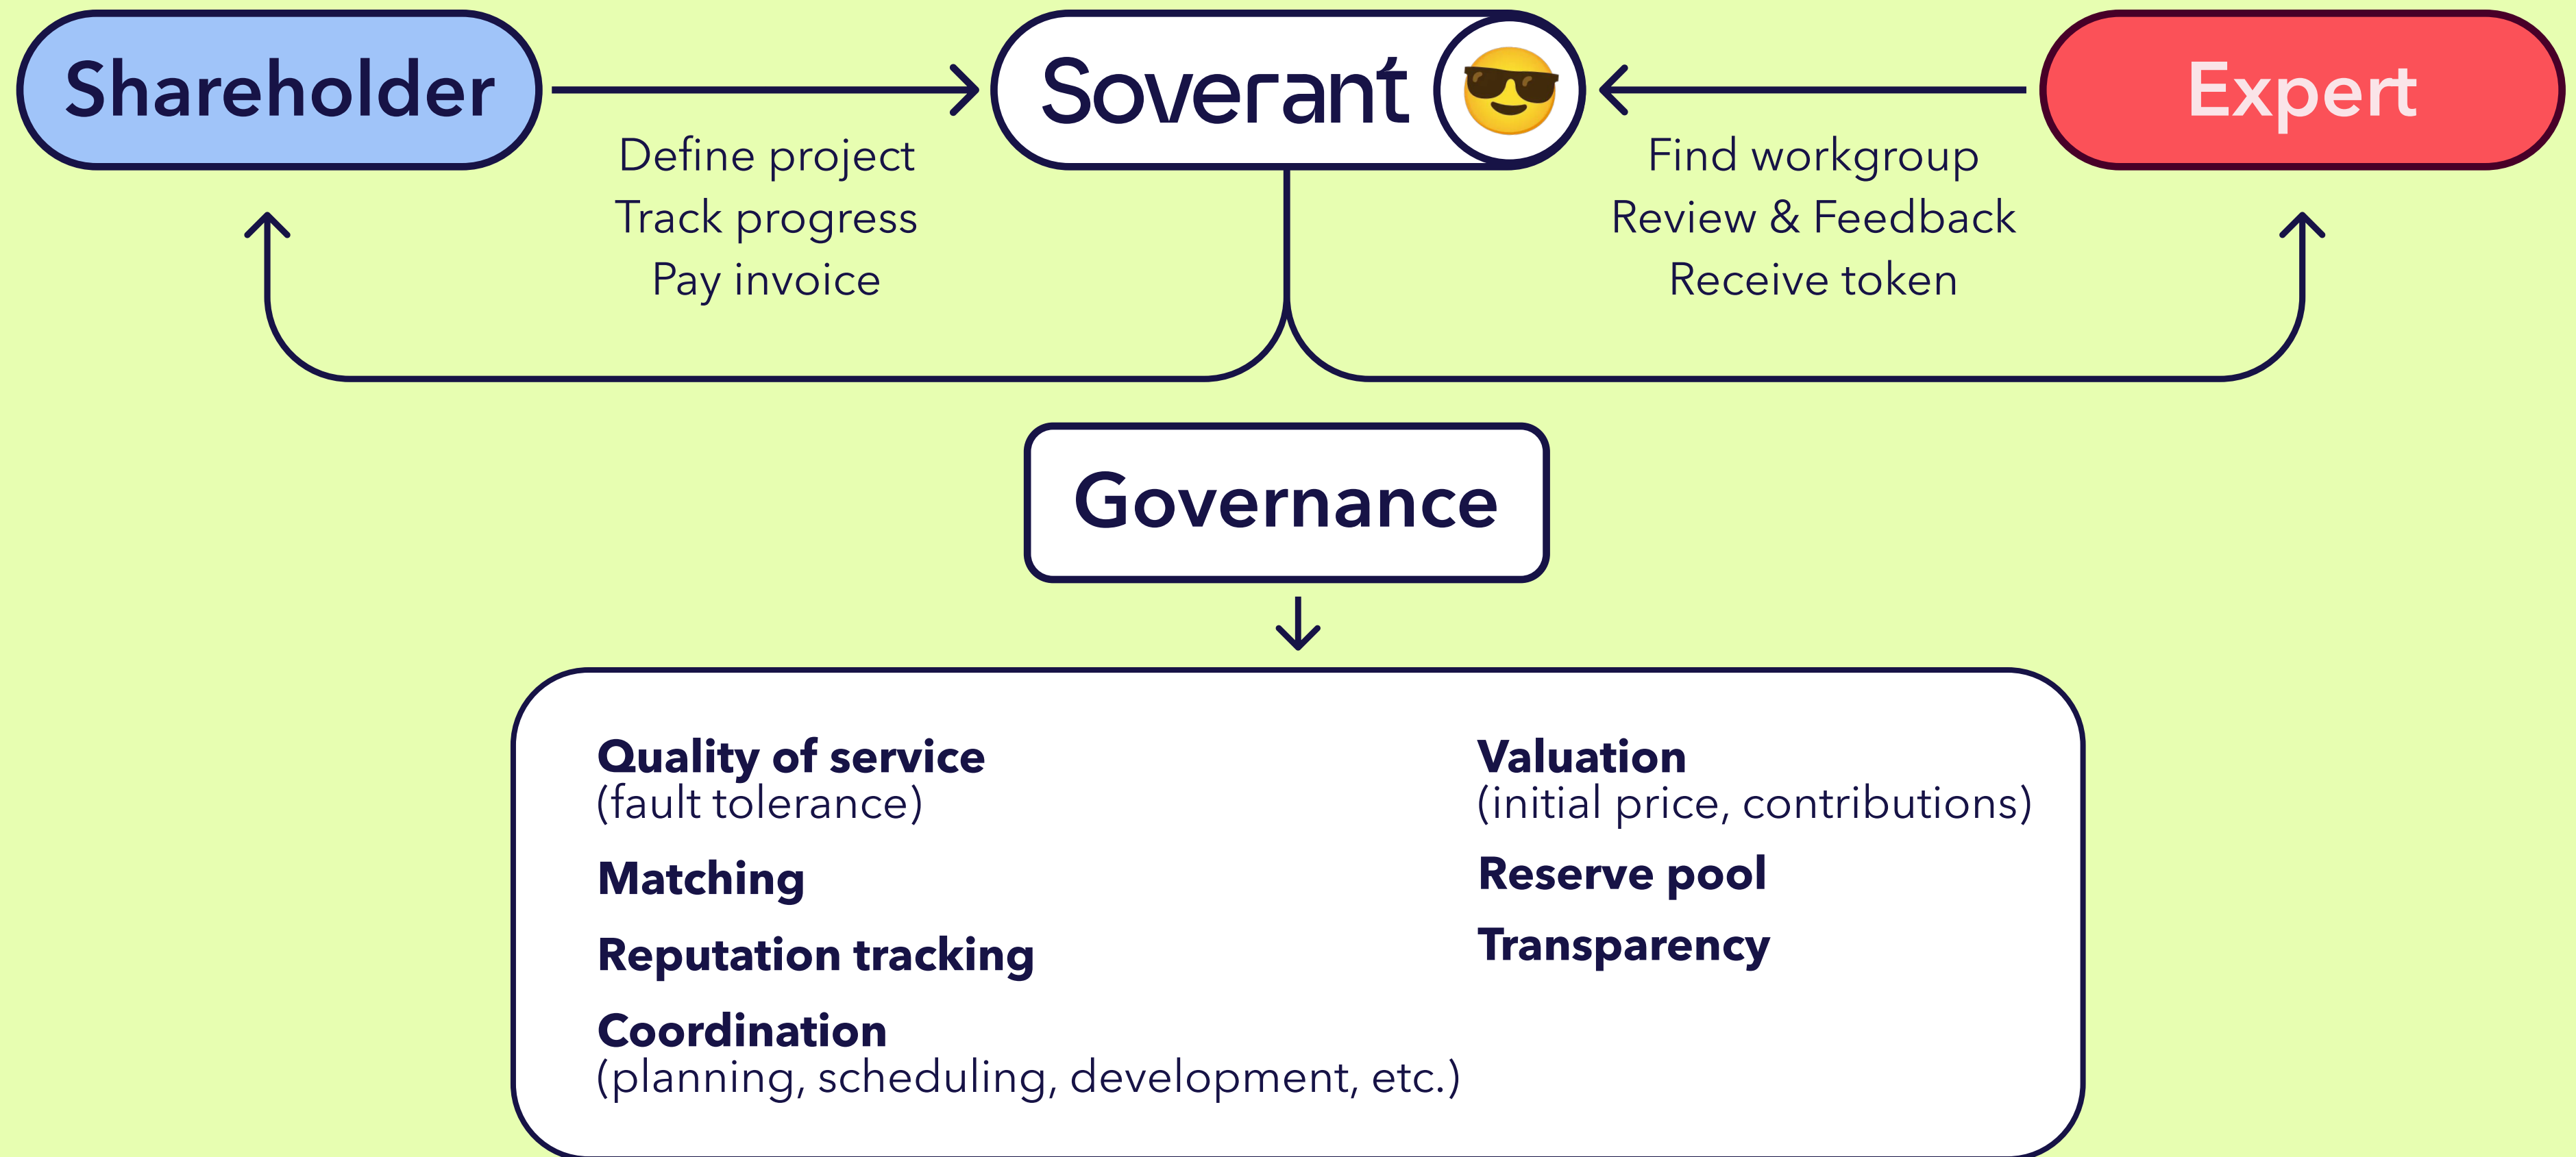 Shareholder
Define project
Track progress
Pay invoice
Soverant
Find workgroup
Review & Feedback
Receive token
Expert
Governance
Quality of service
(fault tolerance)
Matching
Reputation tracking
Coordination
(planning, scheduling, development, etc.)
Valuation
(initial price, contributions)
Reserve pool
Transparency